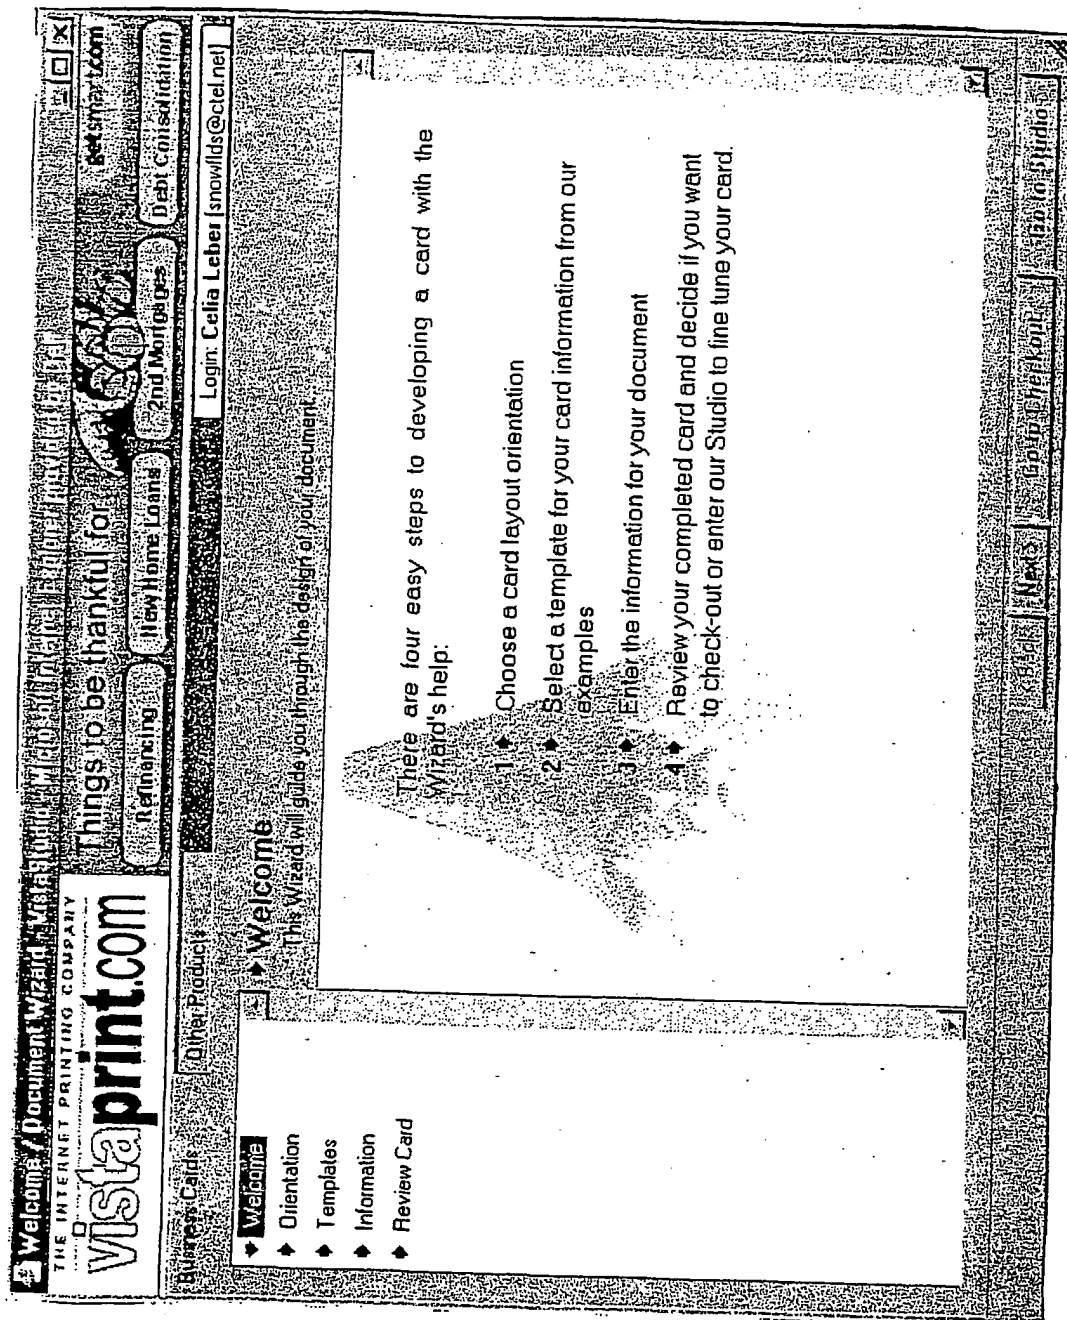 Welcome / Document Wizard
THE INTERNET PRINTING COMPANY
vistaprint.com
Things to be thankful for
getsmart.com
Refinancing
New Home Loans
2nd Mortgages
Debt Consolidation
Business Cards
Other Products
Login: Celia Leber [snowllds@ctel.net]
Welcome
Orientation
Templates
Information
Review Card
Welcome
This Wizard will guide you through the design of your document.
There are four easy steps to developing a card with the
Wizard's help:
1 Choose a card layout orientation
2 Select a template for your card information from our
examples
3 Enter the information for your document
4 Review your completed card and decide if you want
to check-out or enter our Studio to fine tune your card.
Next >
Go to Checkout
Go to Studio